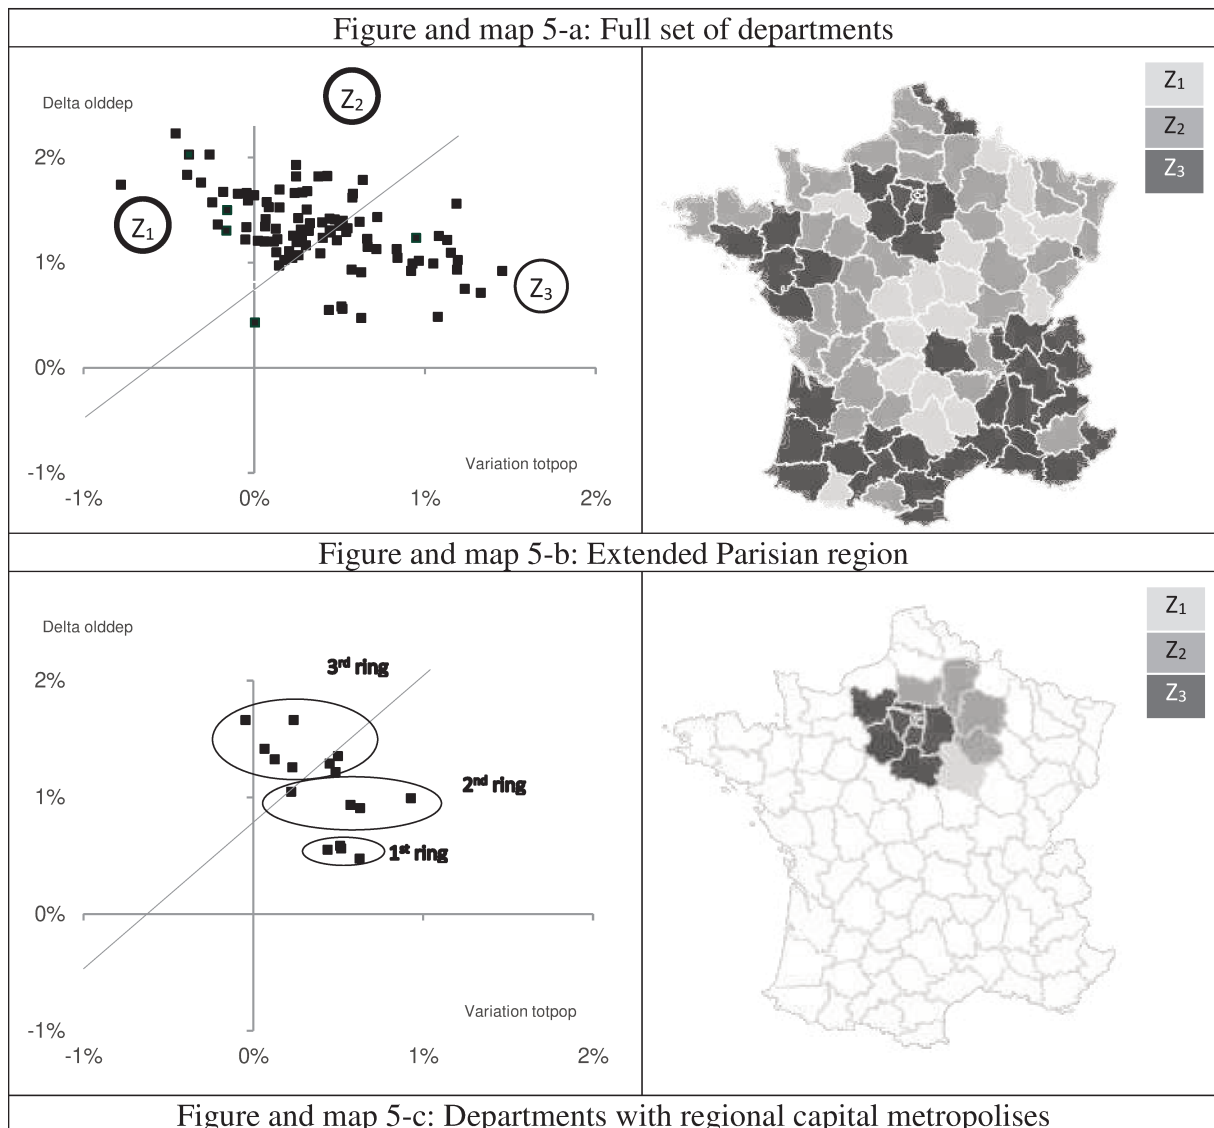 Figure and map 5-a: Full set of departments
Delta olddep
Z2
2%
Z1
1%
Z3
0%
Variation totpop
-1%
-1%
0%
1%
2%
Z1
Z2
Z3
Figure and map 5-b: Extended Parisian region
Delta olddep
3rd ring
2%
2nd ring
1%
1st ring
0%
Variation totpop
-1%
-1%
0%
1%
2%
Z1
Z2
Z3
Figure and map 5-c: Departments with regional capital metropolises